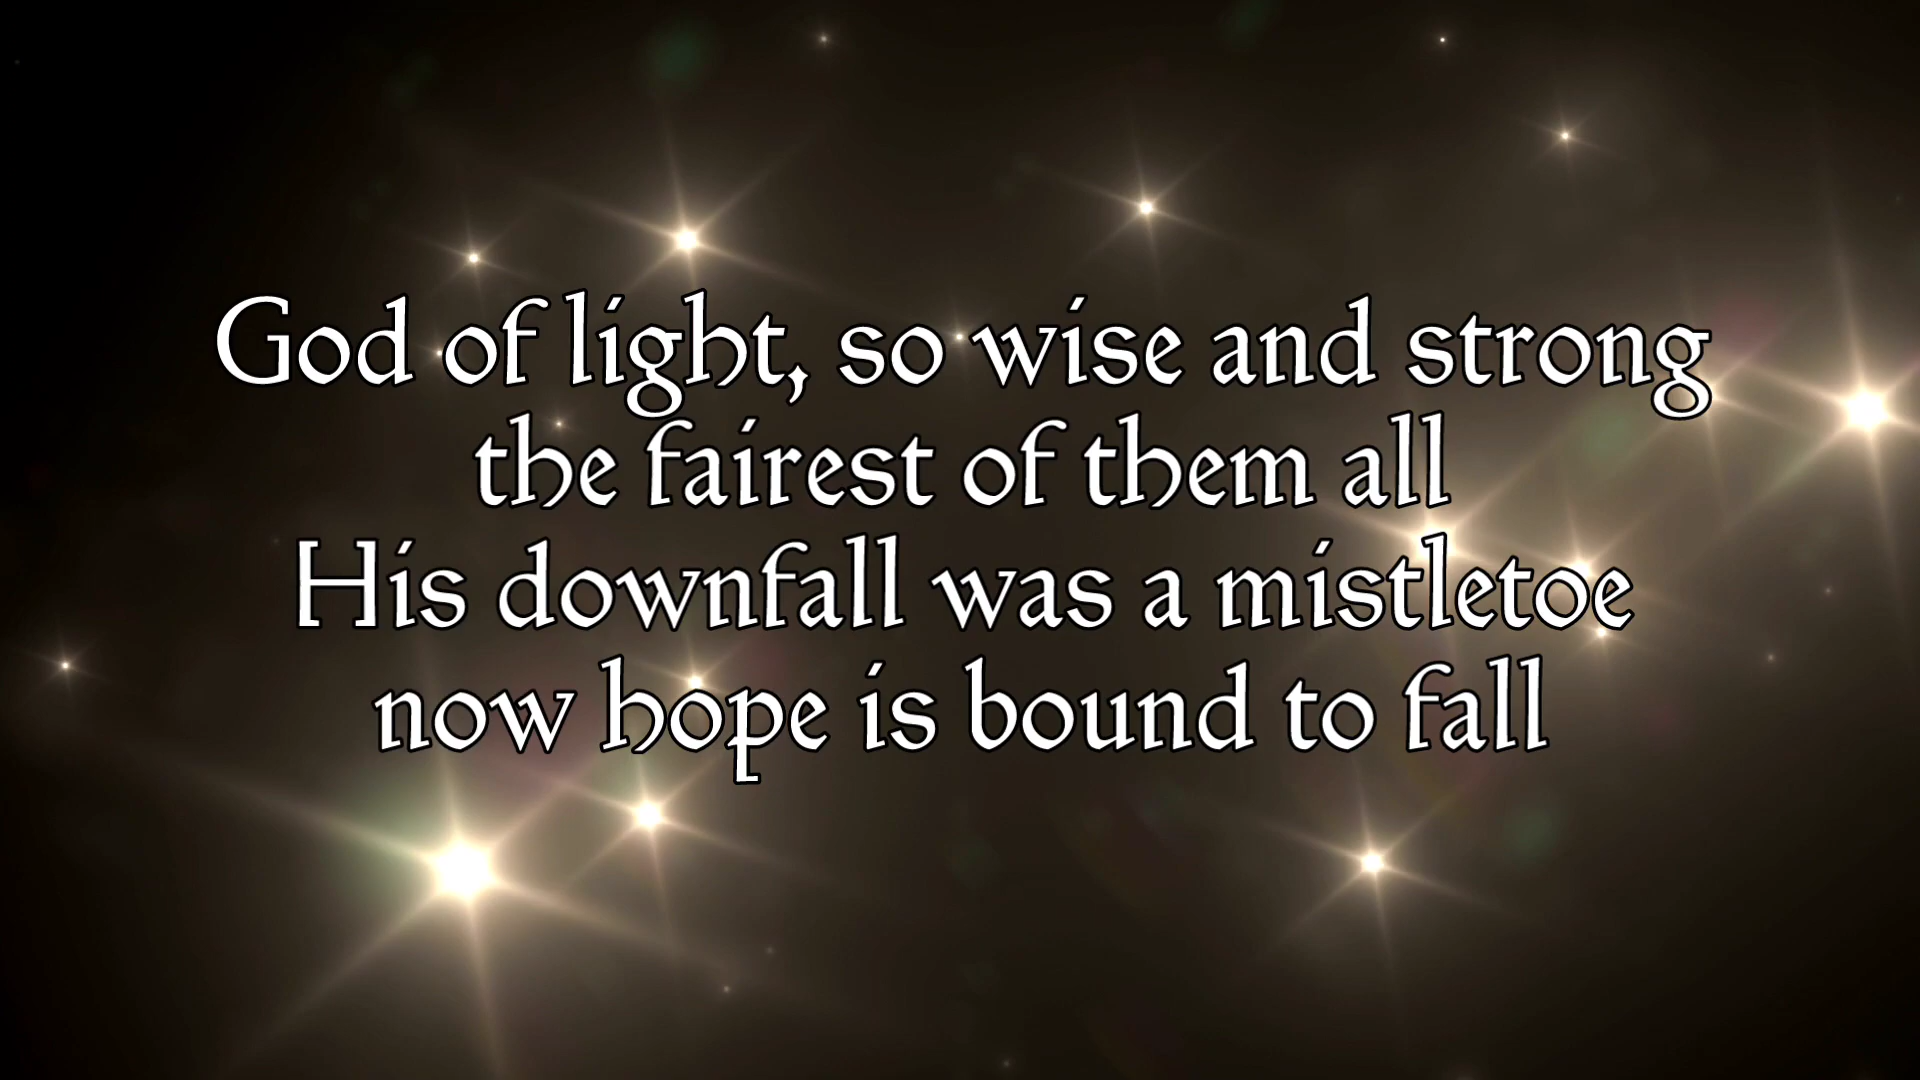 God of light, so wise and strong
the fairest of them all
His downfall was a mistletoe
now hope is bound to fall